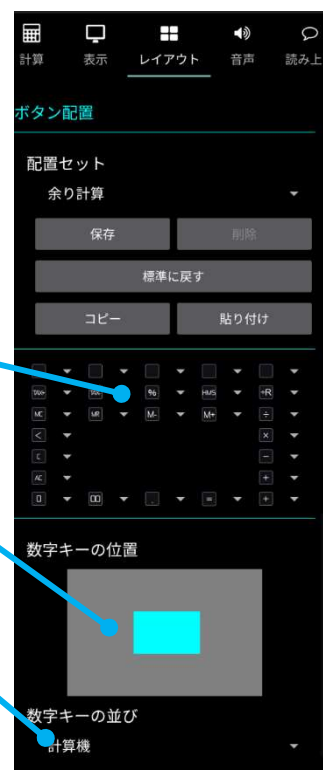 計算 表示 レイアウト 音声 読み上
ボタン配置
配置セット
余り計算
保存 削除
標準に戻す
コピー 貼り付け
% HMS ÷R
MC MR M- M+ ÷
< ×
C −
AC +
0 00 . = +
数字キーの位置
数字キーの並び
計算機